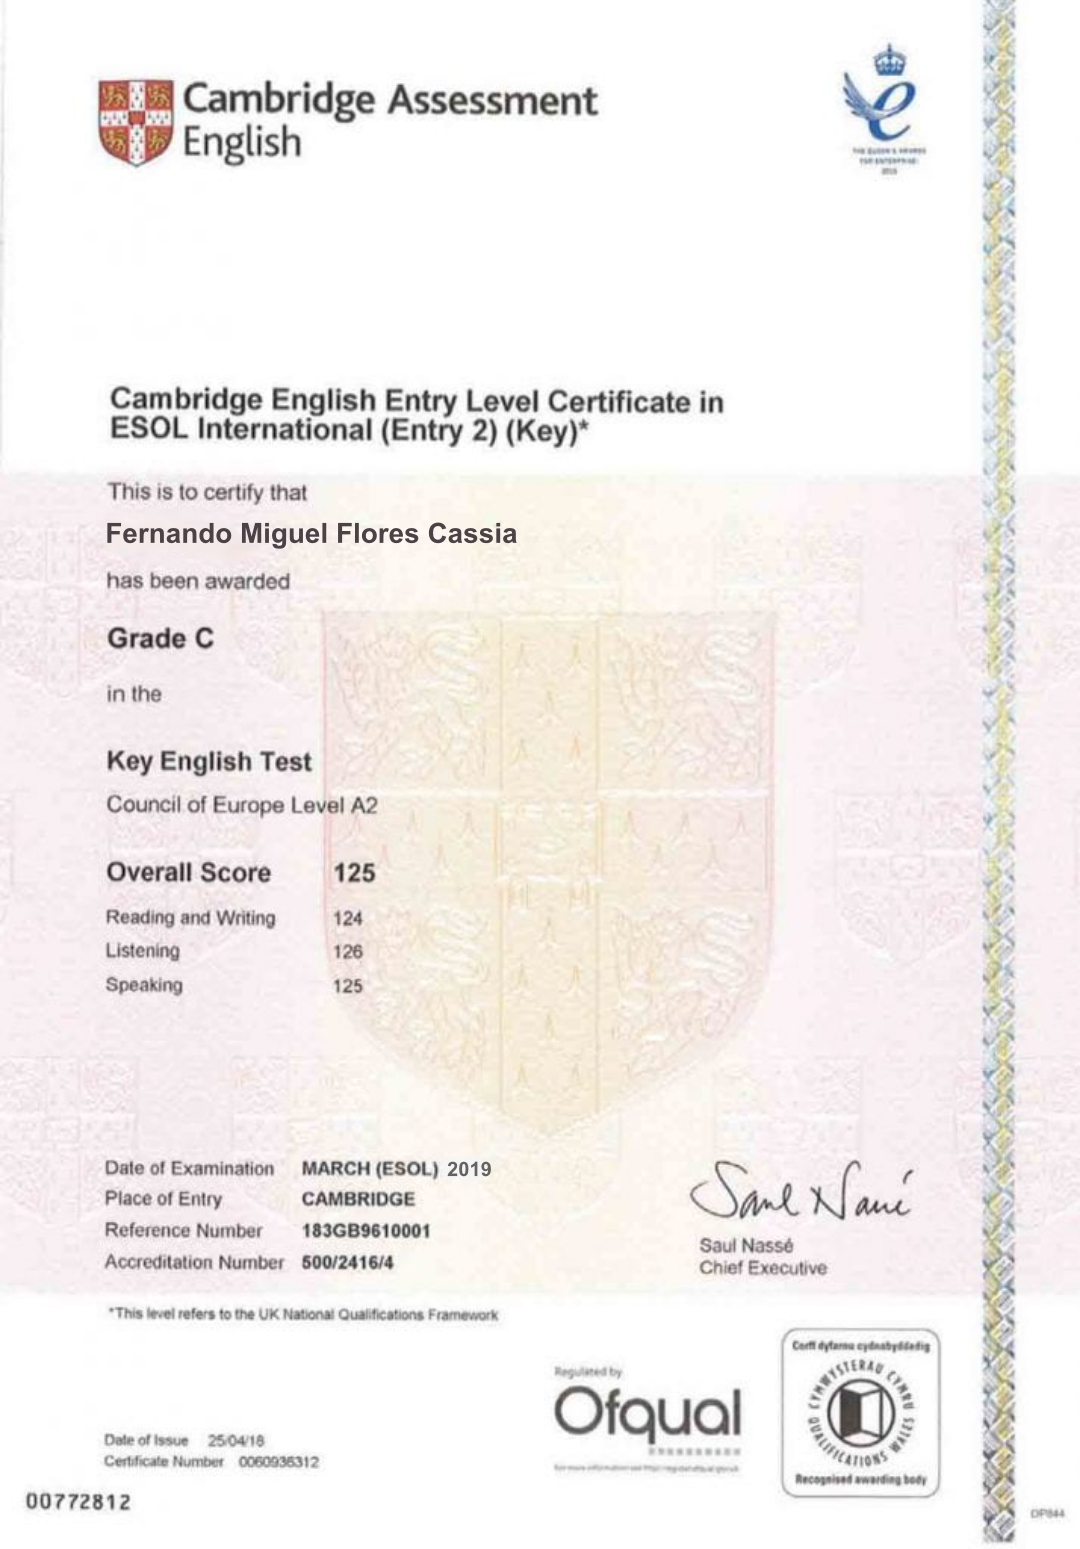 Cambridge Assessment
English
THE QUEEN'S AWARDS
FOR ENTERPRISE:
Cambridge English Entry Level Certificate in
ESOL International (Entry 2) (Key)*
This is to certify that
Fernando Miguel Flores Cassia
has been awarded
Grade C
in the
Key English Test
Council of Europe Level A2
Overall Score 125
Reading and Writing 124
Listening 126
Speaking 125
Date of Examination MARCH (ESOL) 2019
Place of Entry CAMBRIDGE
Reference Number 183GB9610001
Accreditation Number 500/2416/4
Saul Nassé
Saul Nassé
Chief Executive
*This level refers to the UK National Qualifications Framework
Regulated by
Ofqual
Corff dyfarnu cydnabyddedig
CYMWYSTERAU CYMRU
QUALIFICATIONS WALES
Recognised awarding body
Date of Issue 25/04/18
Certificate Number 0060936312
00772812
DP844